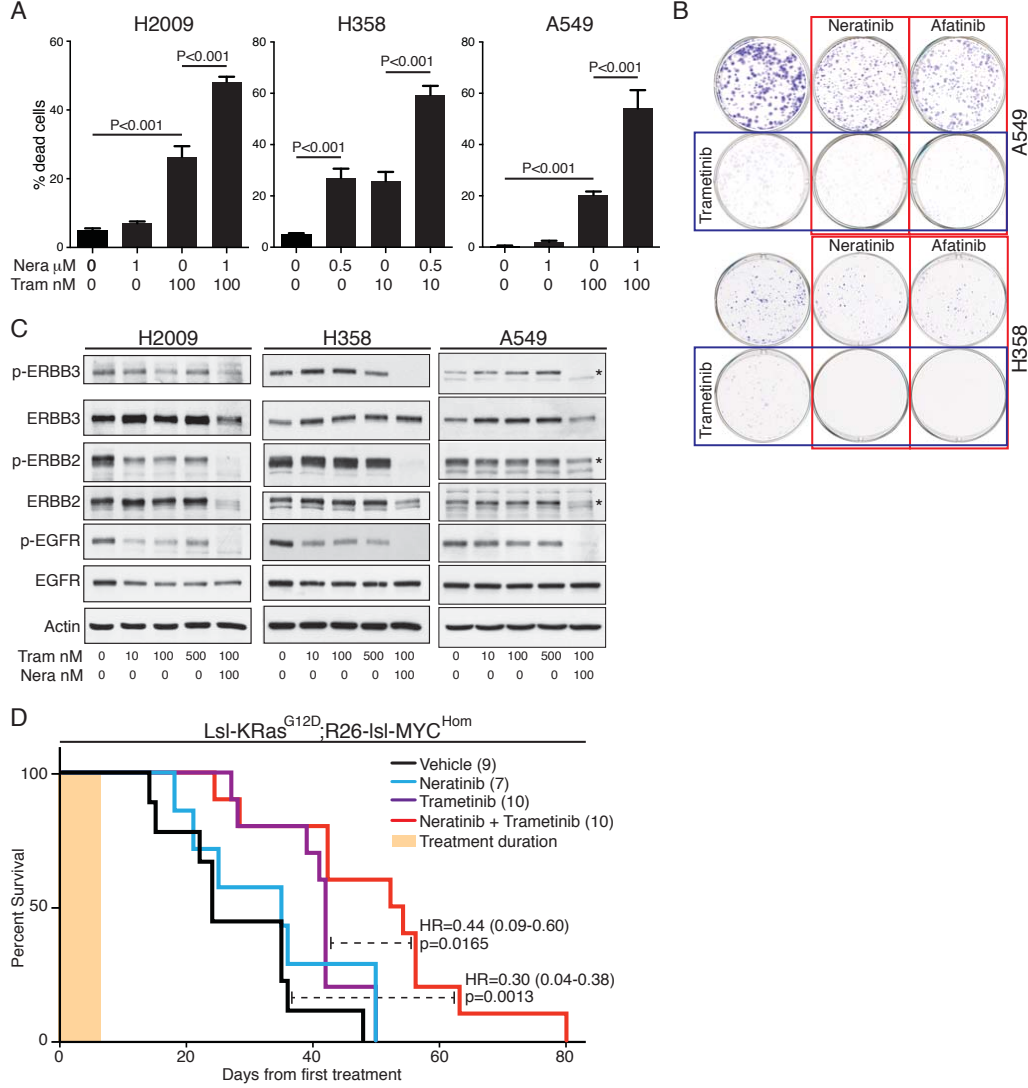 A
H2009
H358
A549
% dead cells
60
40
20
0
P<0.001
P<0.001
80
60
40
20
0
P<0.001
P<0.001
80
60
40
20
0
P<0.001
P<0.001
Nera µM 0 1 0 1 0 0.5 0 0.5 0 1 0 1
Tram nM 0 0 100 100 0 0 10 10 0 0 100 100
B
Neratinib Afatinib
Trametinib
A549
Neratinib Afatinib
Trametinib
H358
C
H2009 H358 A549
p-ERBB3 *
ERBB3
p-ERBB2 *
ERBB2 *
p-EGFR
EGFR
Actin
Tram nM 0 10 100 500 100 0 10 100 500 100 0 10 100 500 100
Nera nM 0 0 0 0 100 0 0 0 0 100 0 0 0 0 100
D
Lsl-KRasG12D;R26-lsl-MYCHom
Percent Survival
100
50
0
Vehicle (9)
Neratinib (7)
Trametinib (10)
Neratinib + Trametinib (10)
Treatment duration
HR=0.44 (0.09-0.60)
p=0.0165
HR=0.30 (0.04-0.38)
p=0.0013
0 20 40 60 80
Days from first treatment